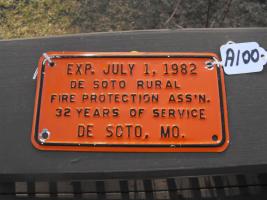 A100-
EXP. JULY 1, 1982
DE SOTO RURAL
FIRE PROTECTION ASS'N.
32 YEARS OF SERVICE
DE SOTO, MO.